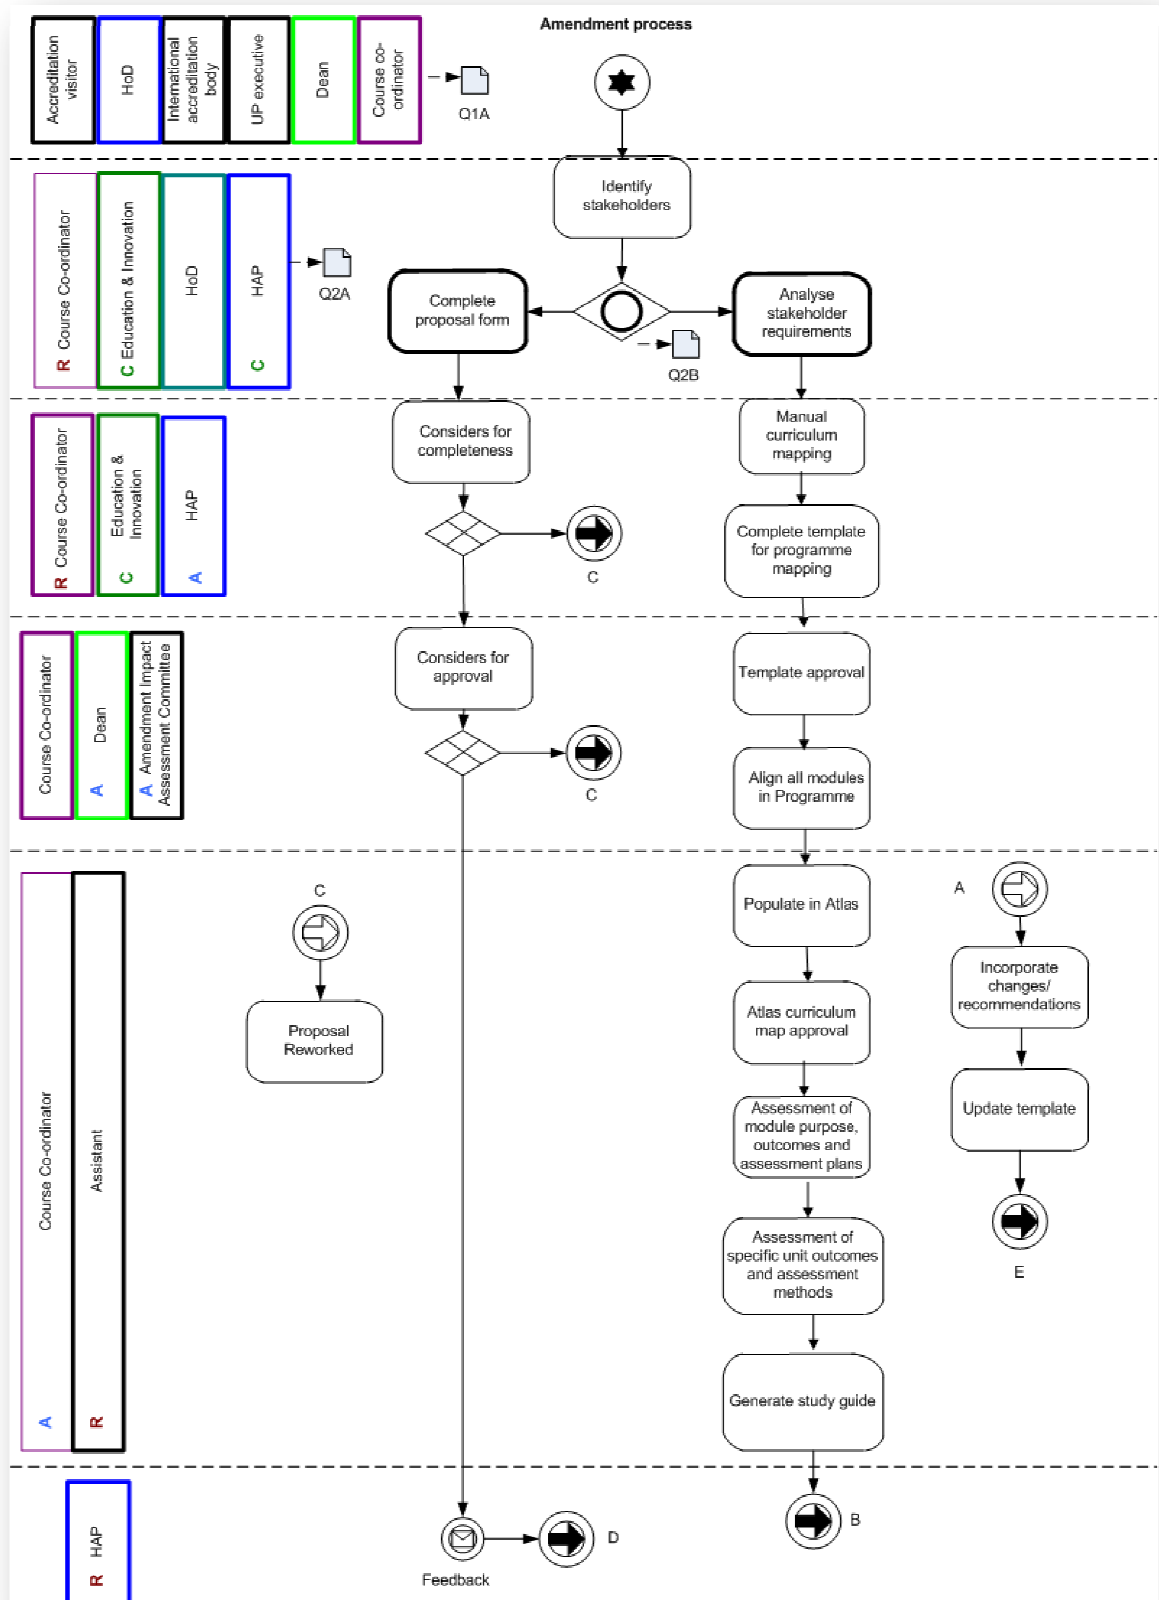 Amendment process
Accreditation
visitor
HoD
International
accreditation
body
UP executive
Dean
Course co-
ordinator
Q1A
Identify
stakeholders
R Course Co-ordinator
C Education & Innovation
HoD
C HAP
Q2A
Complete
proposal form
Analyse
stakeholder
requirements
Q2B
R Course Co-ordinator
C Education &
Innovation
A HAP
Considers for
completeness
Manual
curriculum
mapping
C
Complete template
for programme
mapping
Course Co-ordinator
A Dean
A Amendment Impact
Assessment Committee
Considers for
approval
Template approval
C
Align all modules
in Programme
A Course Co-ordinator
R Assistant
C
Proposal
Reworked
Populate in Atlas
Atlas curriculum
map approval
Assessment of
module purpose,
outcomes and
assessment plans
Assessment of
specific unit outcomes
and assessment
methods
Generate study guide
A
Incorporate
changes/
recommendations
Update template
E
R HAP
Feedback
D
B